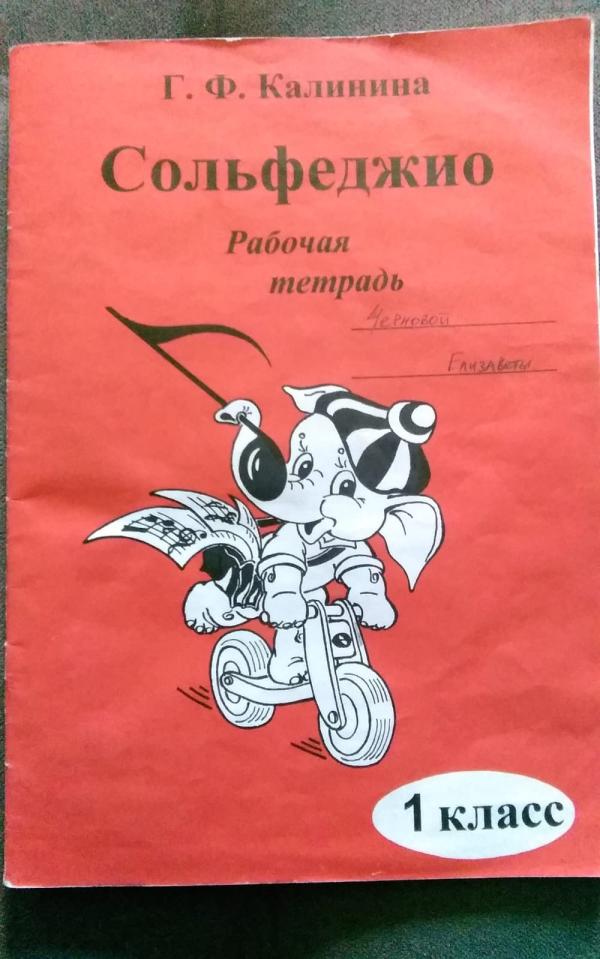 Г. Ф. Калинина
Сольфеджио
Рабочая
тетрадь
Черновой
Елизаветы
1 класс